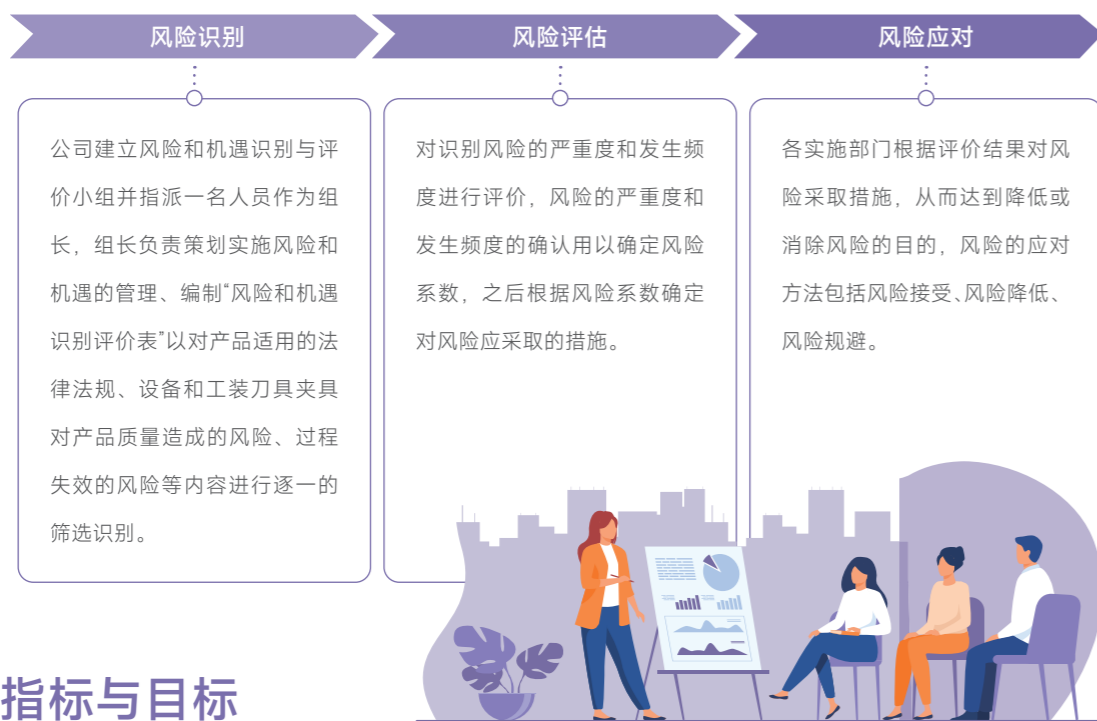 风险识别
风险评估
风险应对
公司建立风险和机遇识别与评
价小组并指派一名人员作为组
长，组长负责策划实施风险和
机遇的管理、编制“风险和机遇
识别评价表”以对产品适用的法
律法规、设备和工装刀具夹具
对产品质量造成的风险、过程
失效的风险等内容进行逐一的
筛选识别。
对识别风险的严重度和发生频
度进行评价，风险的严重度和
发生频度的确认用以确定风险
系数，之后根据风险系数确定
对风险应采取的措施。
各实施部门根据评价结果对风
险采取措施，从而达到降低或
消除风险的目的，风险的应对
方法包括风险接受、风险降低、
风险规避。
指标与目标